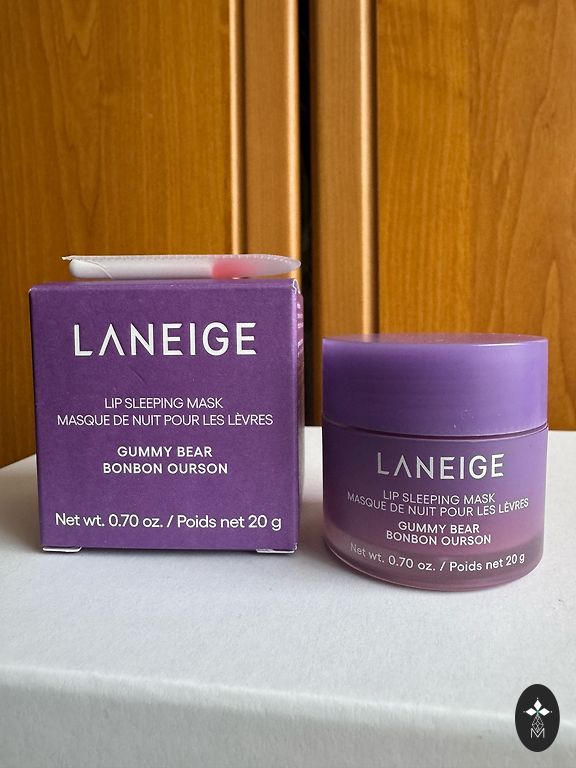 LANEIGE
LIP SLEEPING MASK
MASQUE DE NUIT POUR LES LÈVRES
GUMMY BEAR
BONBON OURSON
Net wt. 0.70 oz. / Poids net 20 g
LANEIGE
LIP SLEEPING MASK
MASQUE DE NUIT POUR LES LÈVRES
GUMMY BEAR
BONBON OURSON
Net wt. 0.70 oz. / Poids net 20 g
M